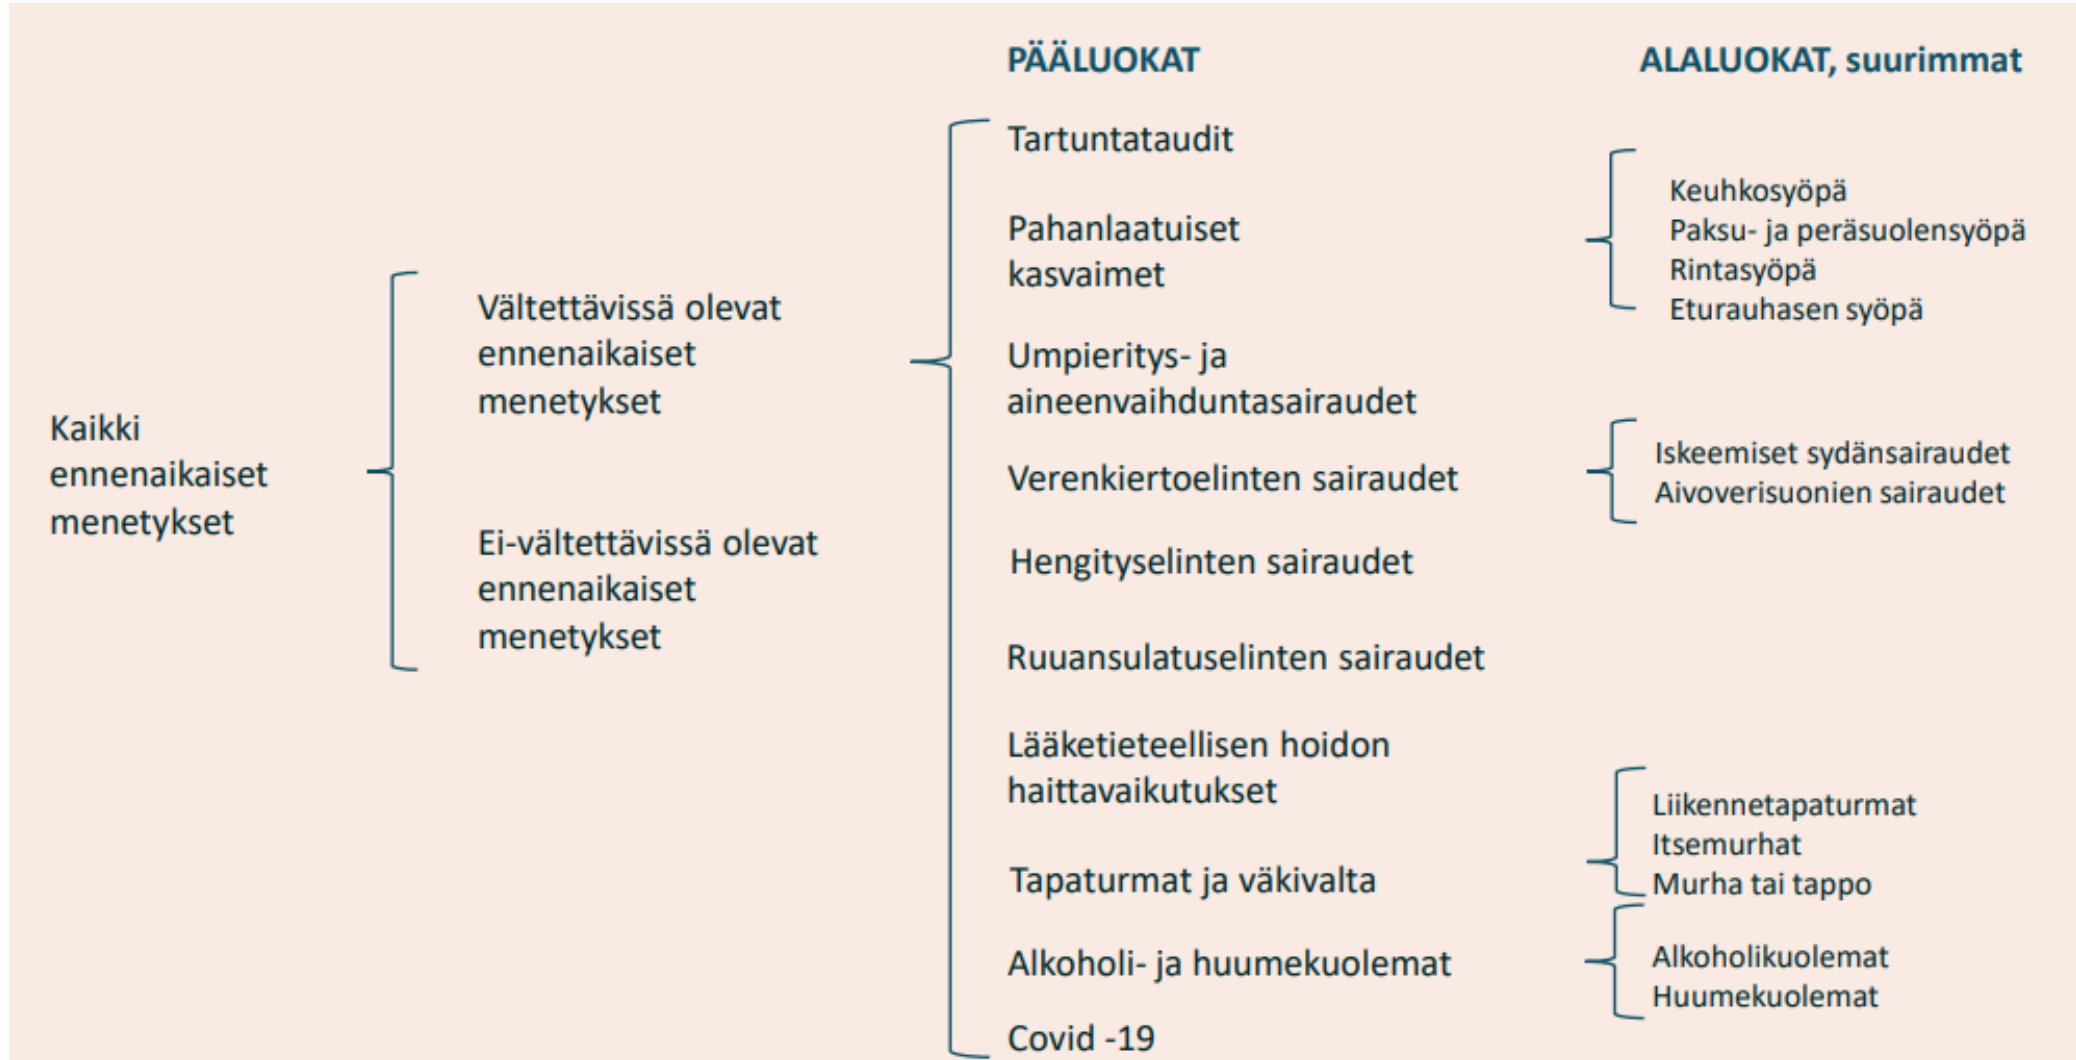 PÄÄLUOKAT
ALALUOKAT, suurimmat
Kaikki
ennenaikaiset
menetykset
Vältettävissä olevat
ennenaikaiset
menetykset
Ei-vältettävissä olevat
ennenaikaiset
menetykset
Tartuntataudit
Pahanlaatuiset
kasvaimet
Keuhkosyöpä
Paksu- ja peräsuolensyöpä
Rintasyöpä
Eturauhasen syöpä
Umpieritys- ja
aineenvaihduntasairaudet
Verenkiertoelinten sairaudet
Iskeemiset sydänsairaudet
Aivoverisuonien sairaudet
Hengityselinten sairaudet
Ruuansulatuselinten sairaudet
Lääketieteellisen hoidon
haittavaikutukset
Tapaturmat ja väkivalta
Liikennetapaturmat
Itsemurhat
Murha tai tappo
Alkoholi- ja huumekuolemat
Alkoholikuolemat
Huumekuolemat
Covid -19